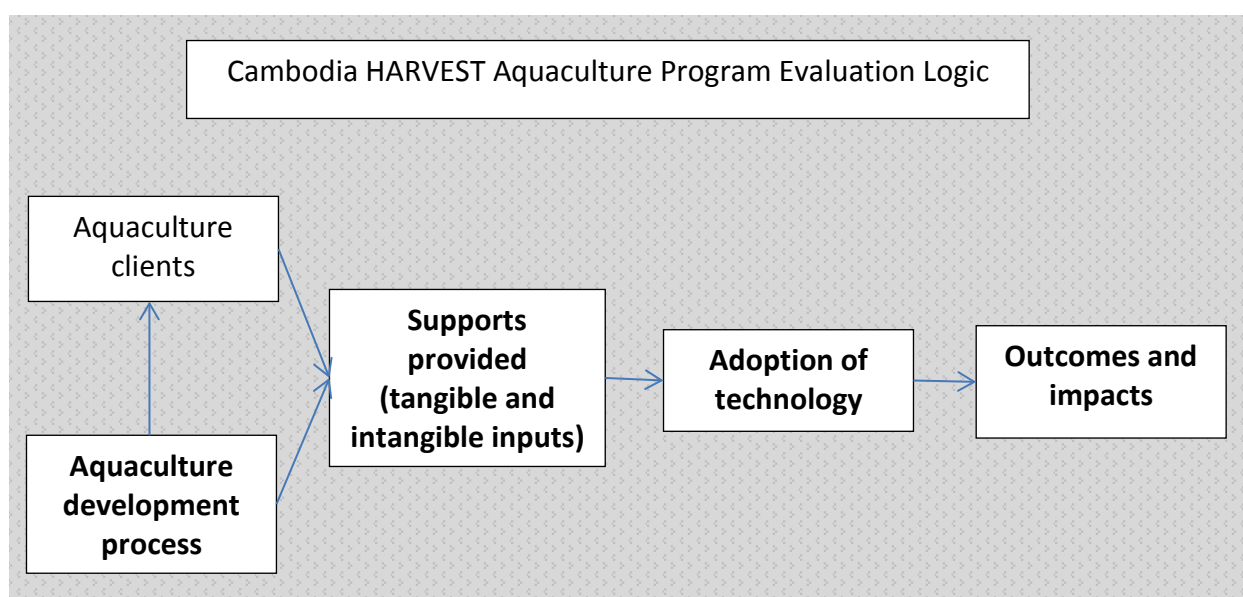 Cambodia HARVEST Aquaculture Program Evaluation Logic
Aquaculture
clients
Supports
provided
(tangible and
intangible inputs)
Adoption of
technology
Outcomes and
impacts
Aquaculture
development
process